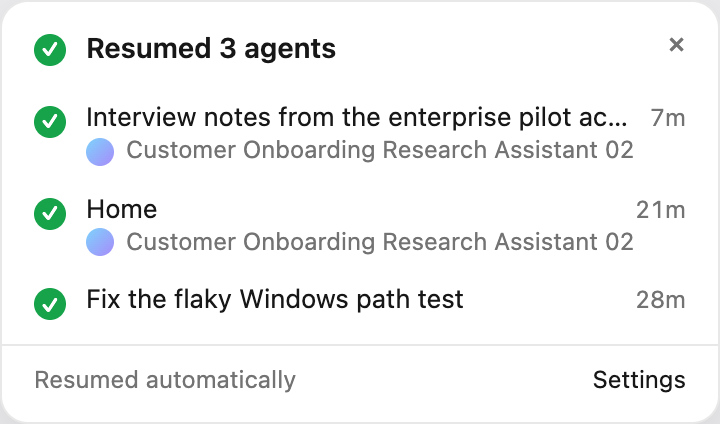 Resumed 3 agents ×
Interview notes from the enterprise pilot ac... 7m
Customer Onboarding Research Assistant 02
Home 21m
Customer Onboarding Research Assistant 02
Fix the flaky Windows path test 28m
Resumed automatically Settings